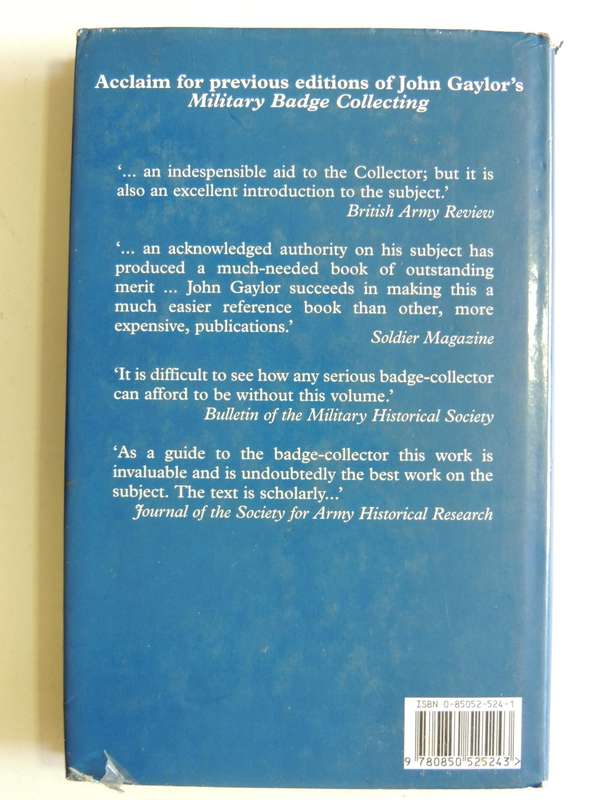 Acclaim for previous editions of John Gaylor's
Military Badge Collecting
'... an indespensible aid to the Collector; but it is
also an excellent introduction to the subject.'
British Army Review
'... an acknowledged authority on his subject has
produced a much-needed book of outstanding
merit ... John Gaylor succeeds in making this a
much easier reference book than other, more
expensive, publications.'
Soldier Magazine
'It is difficult to see how any serious badge-collector
can afford to be without this volume.'
Bulletin of the Military Historical Society
'As a guide to the badge-collector this work is
invaluable and is undoubtedly the best work on the
subject. The text is scholarly...'
Journal of the Society for Army Historical Research
ISBN 0-85052-524-1
9 780850 525243 >